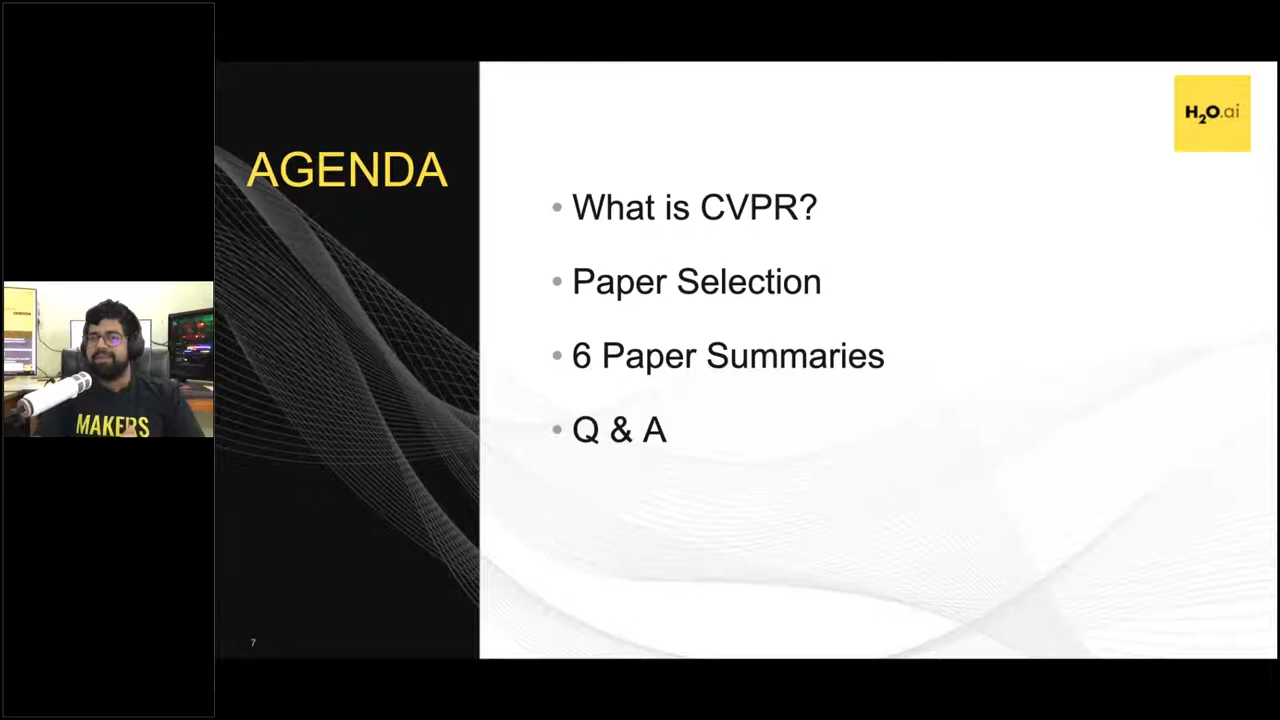 AGENDA
H2O.ai
• What is CVPR?
• Paper Selection
• 6 Paper Summaries
• Q & A
MAKERS
7